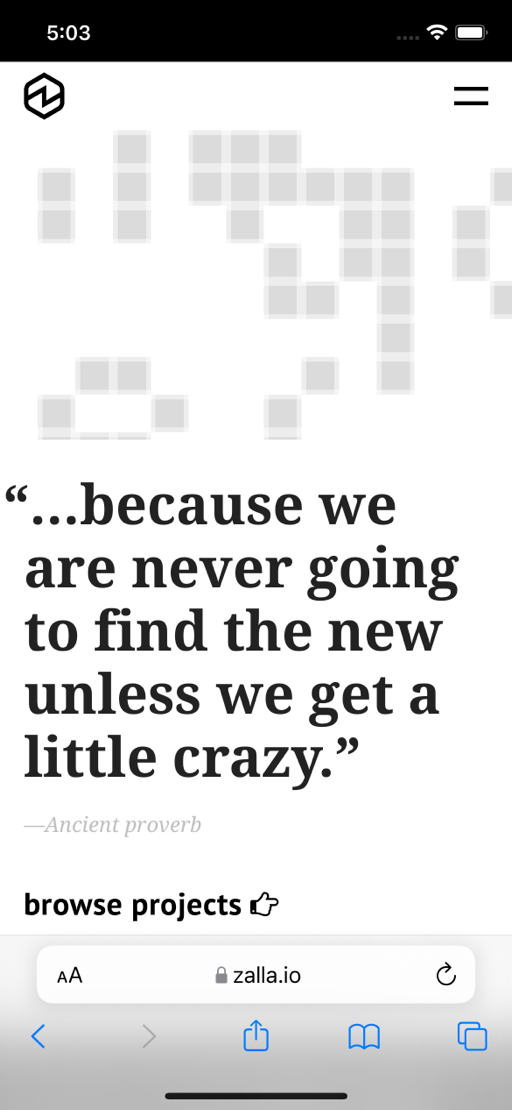 5:03
“…because we
are never going
to find the new
unless we get a
little crazy.”
—Ancient proverb
browse projects
AA zalla.io